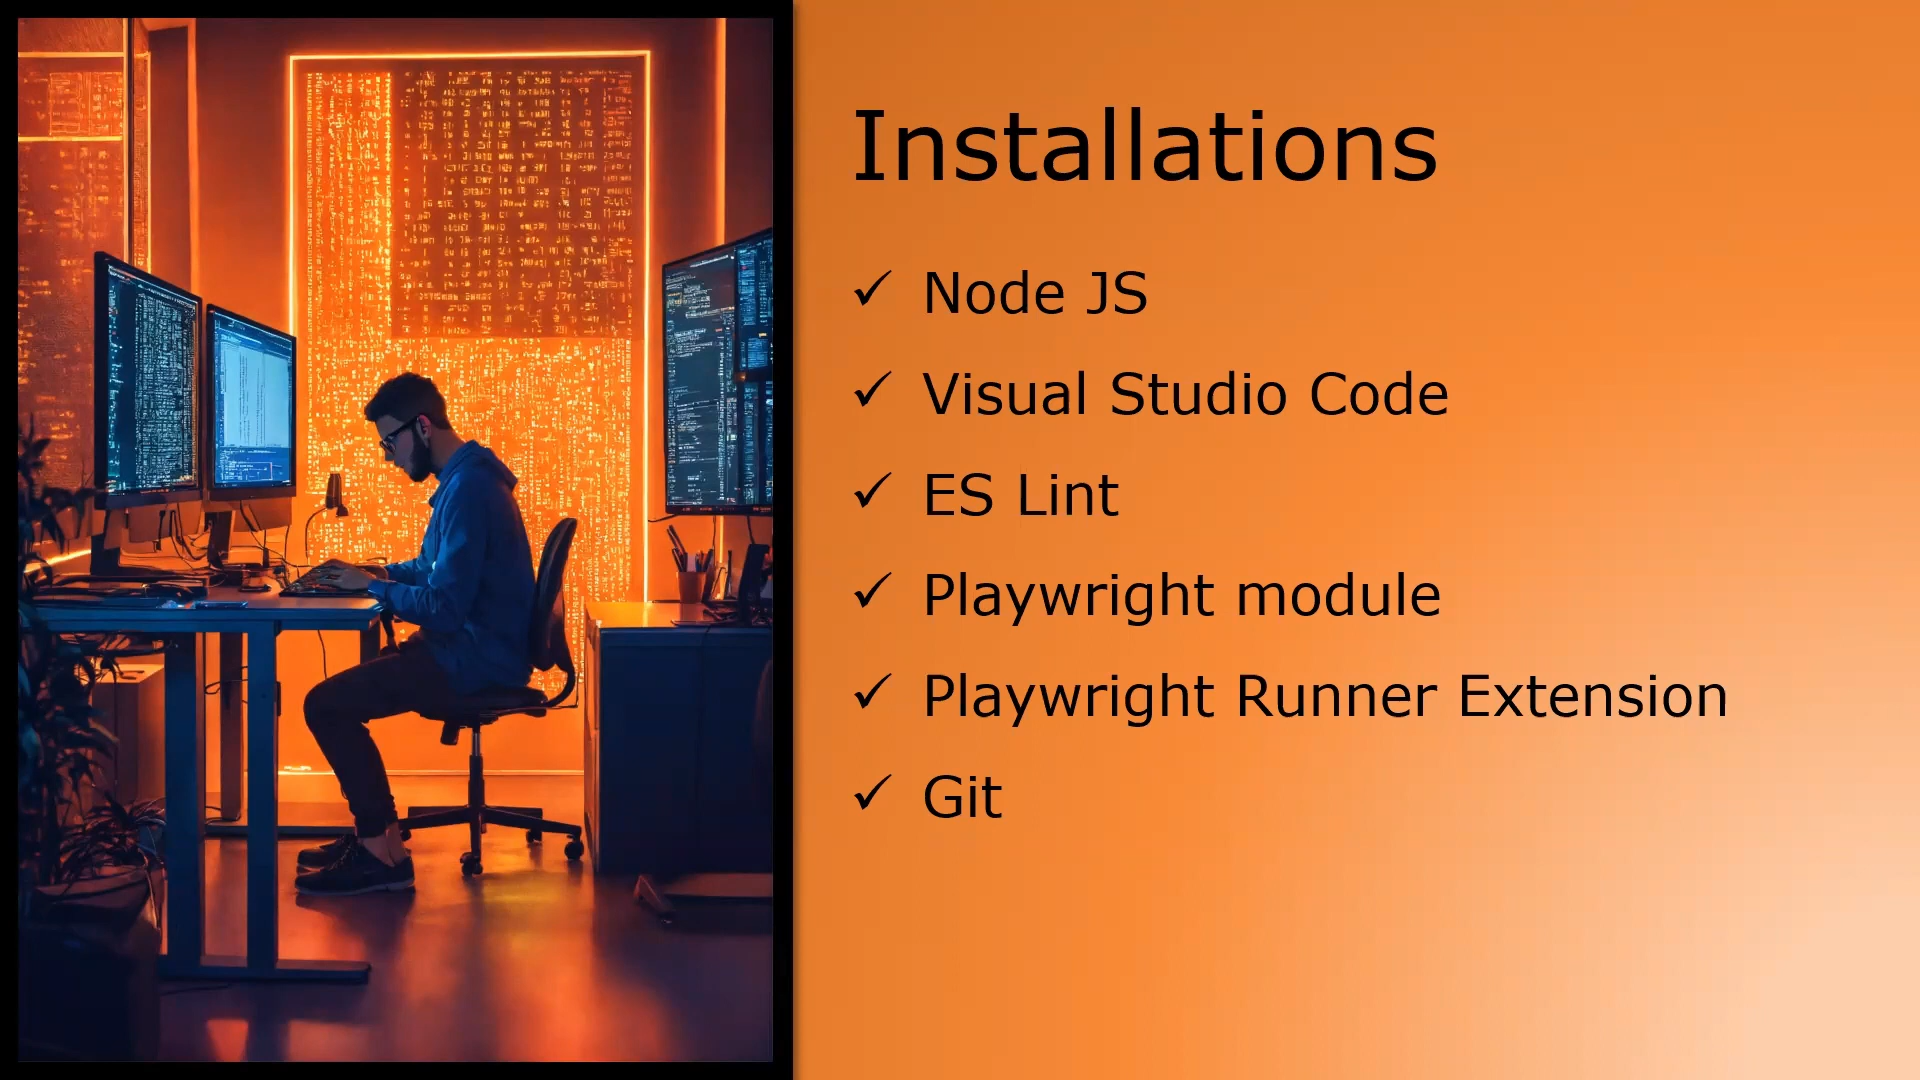 Installations
✓ Node JS
✓ Visual Studio Code
✓ ES Lint
✓ Playwright module
✓ Playwright Runner Extension
✓ Git